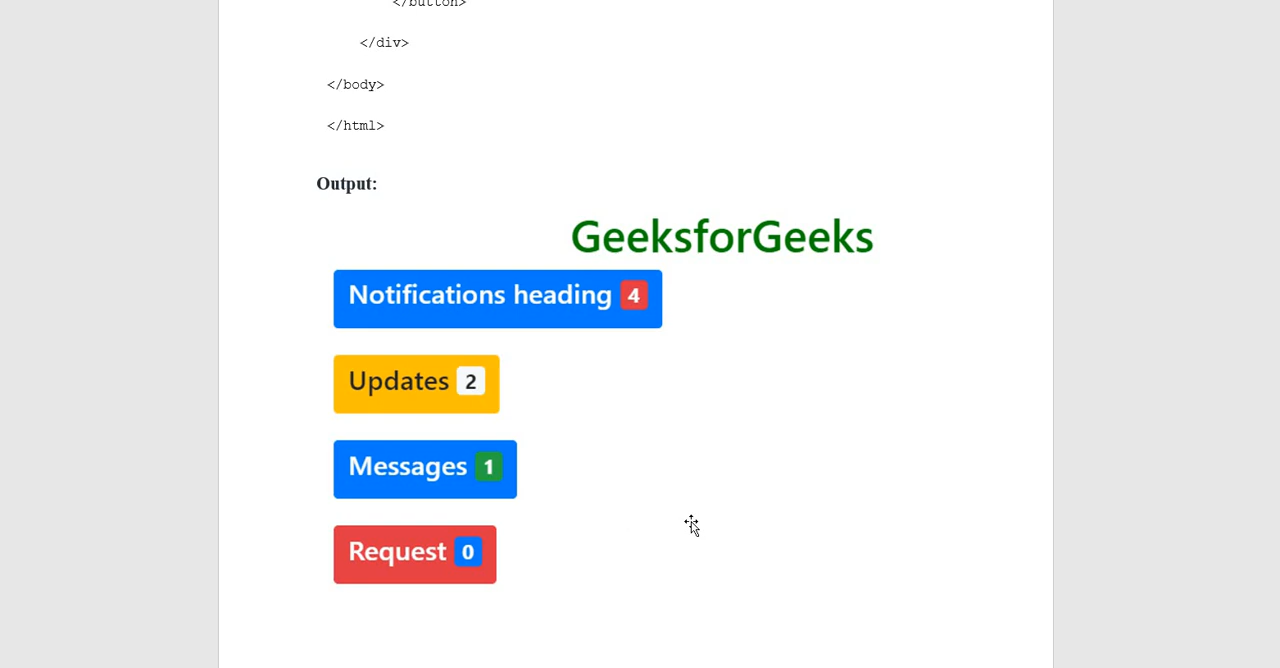 </button>
</div>
</body>
</html>
Output:
GeeksforGeeks
Notifications heading 4
Updates 2
Messages 1
Request 0